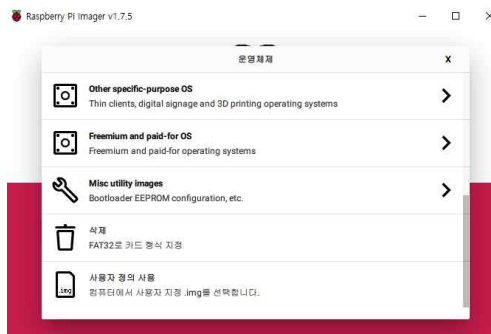 Raspberry Pi Imager v1.7.5
운영체제
X
Other specific-purpose OS
Thin clients, digital signage and 3D printing operating systems
Freemium and paid-for OS
Freemium and paid-for operating systems
Misc utility images
Bootloader EEPROM configuration, etc.
삭제
FAT32로 카드 형식 지정
사용자 정의 사용
.img
컴퓨터에서 사용자 지정 .img를 선택합니다.